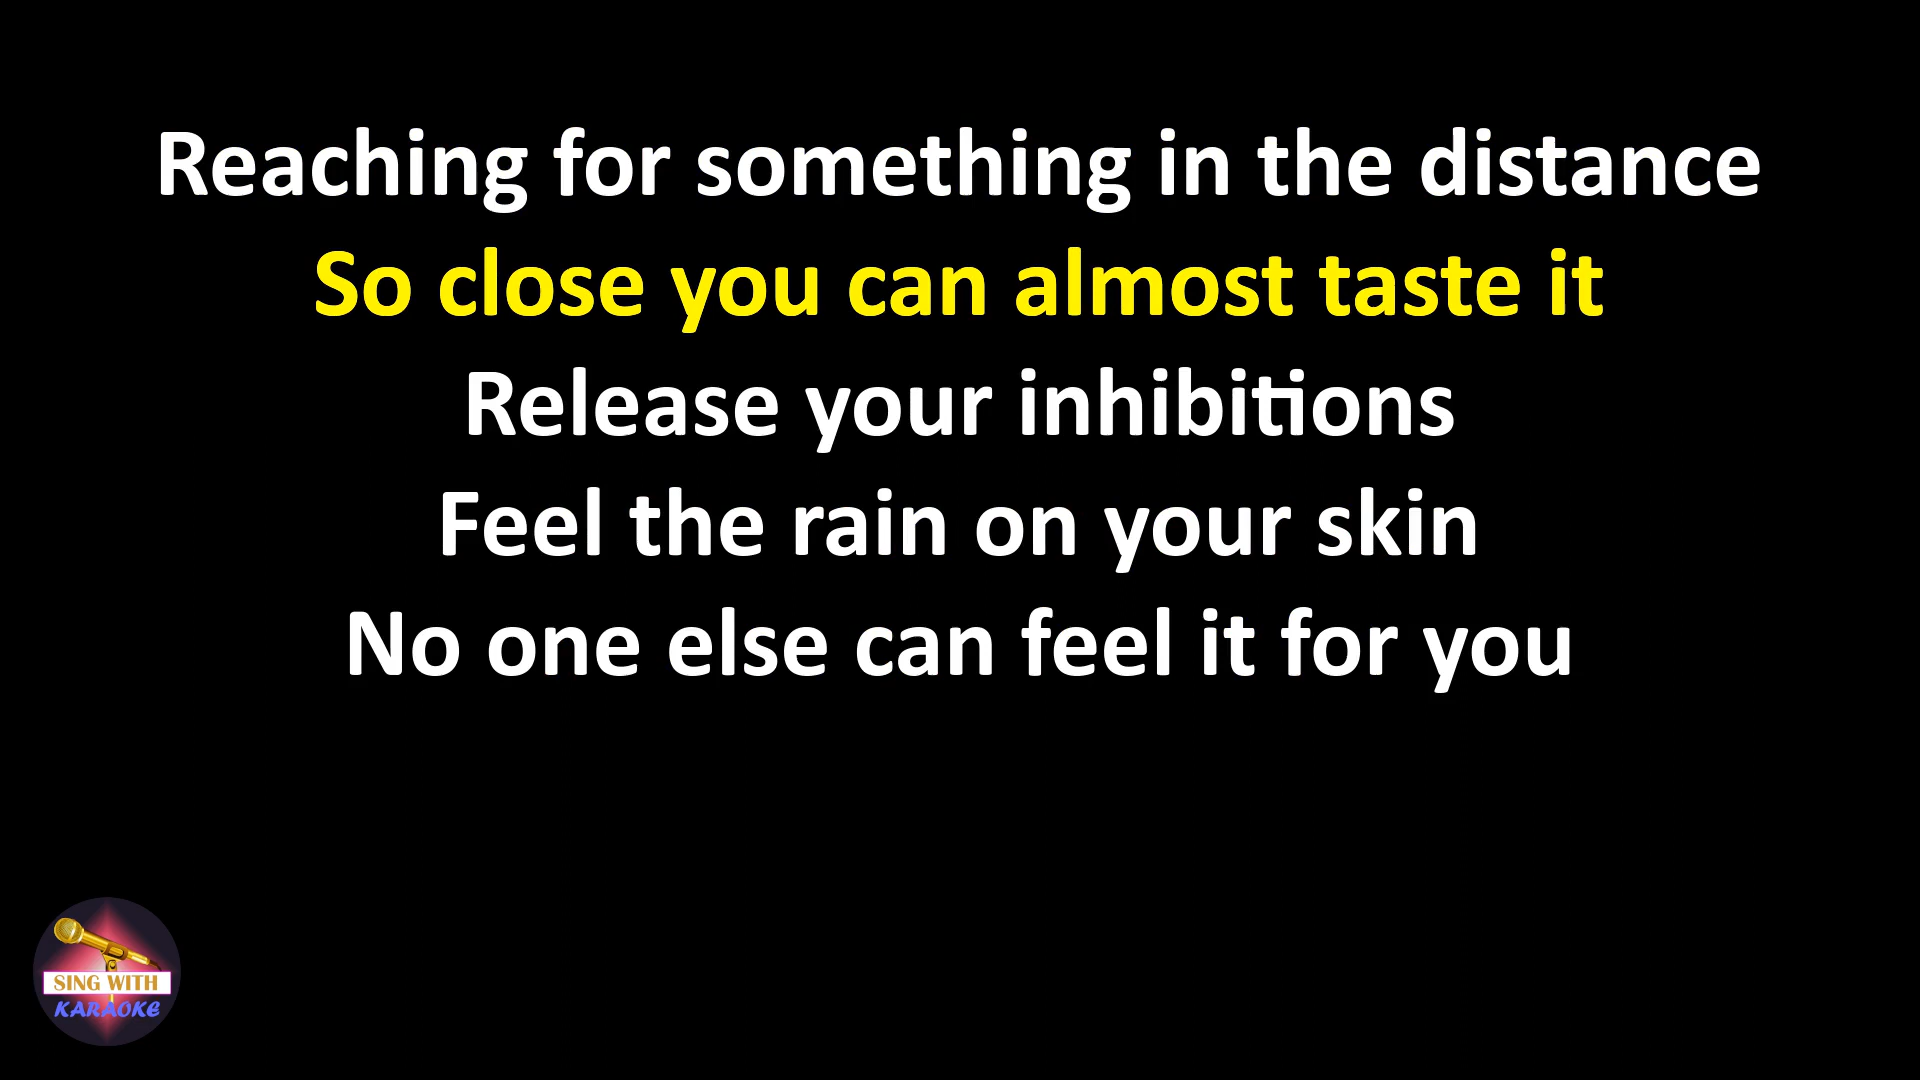 Reaching for something in the distance
So close you can almost taste it
Release your inhibitions
Feel the rain on your skin
No one else can feel it for you
SING WITH
KARAOKE